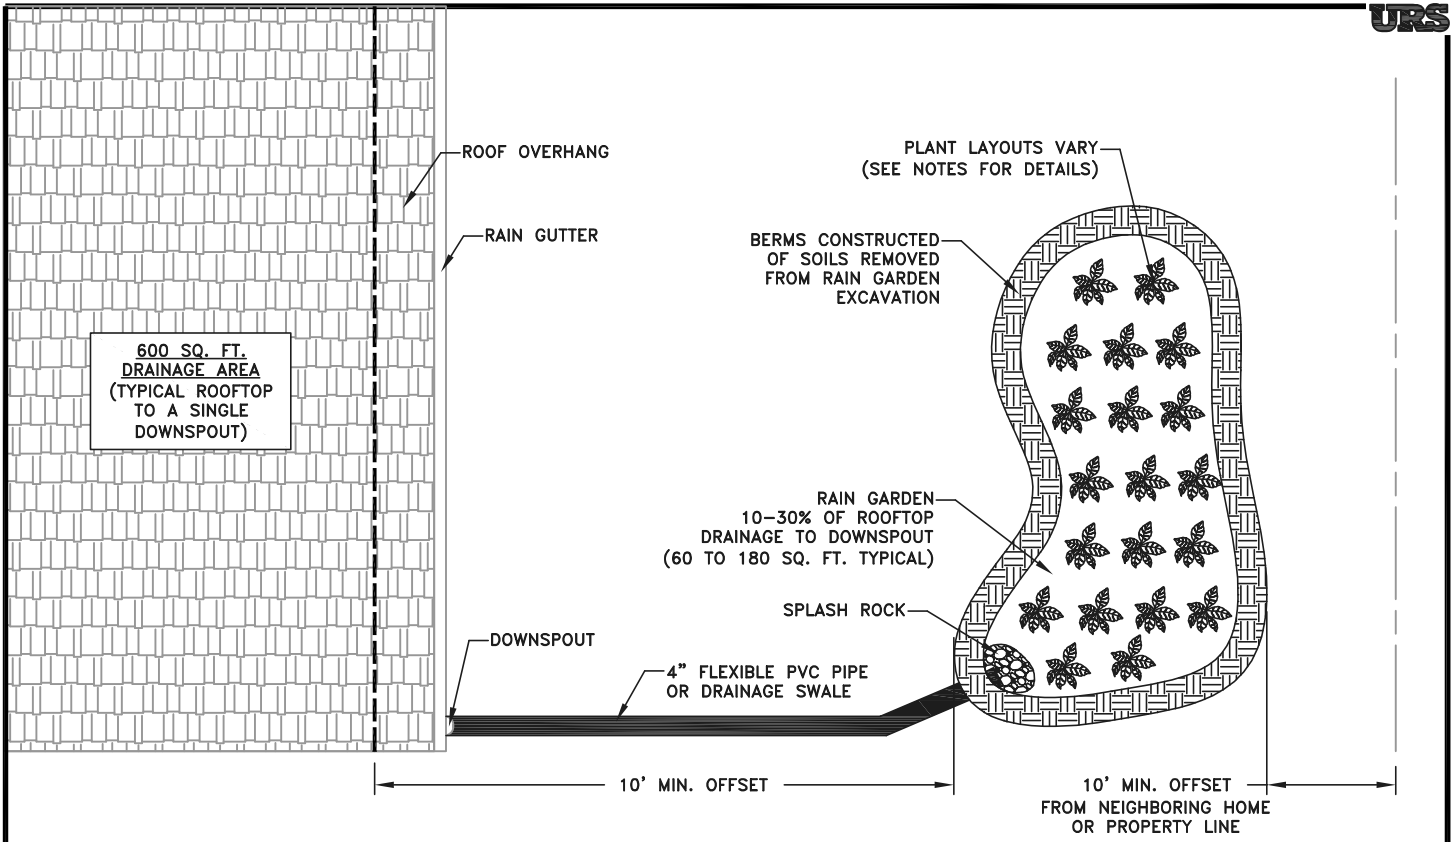 URS
ROOF OVERHANG
PLANT LAYOUTS VARY
(SEE NOTES FOR DETAILS)
RAIN GUTTER
BERMS CONSTRUCTED
OF SOILS REMOVED
FROM RAIN GARDEN
EXCAVATION
600 SQ. FT.
DRAINAGE AREA
(TYPICAL ROOFTOP
TO A SINGLE
DOWNSPOUT)
RAIN GARDEN
10-30% OF ROOFTOP
DRAINAGE TO DOWNSPOUT
(60 TO 180 SQ. FT. TYPICAL)
SPLASH ROCK
DOWNSPOUT
4" FLEXIBLE PVC PIPE
OR DRAINAGE SWALE
10' MIN. OFFSET
10' MIN. OFFSET
FROM NEIGHBORING HOME
OR PROPERTY LINE